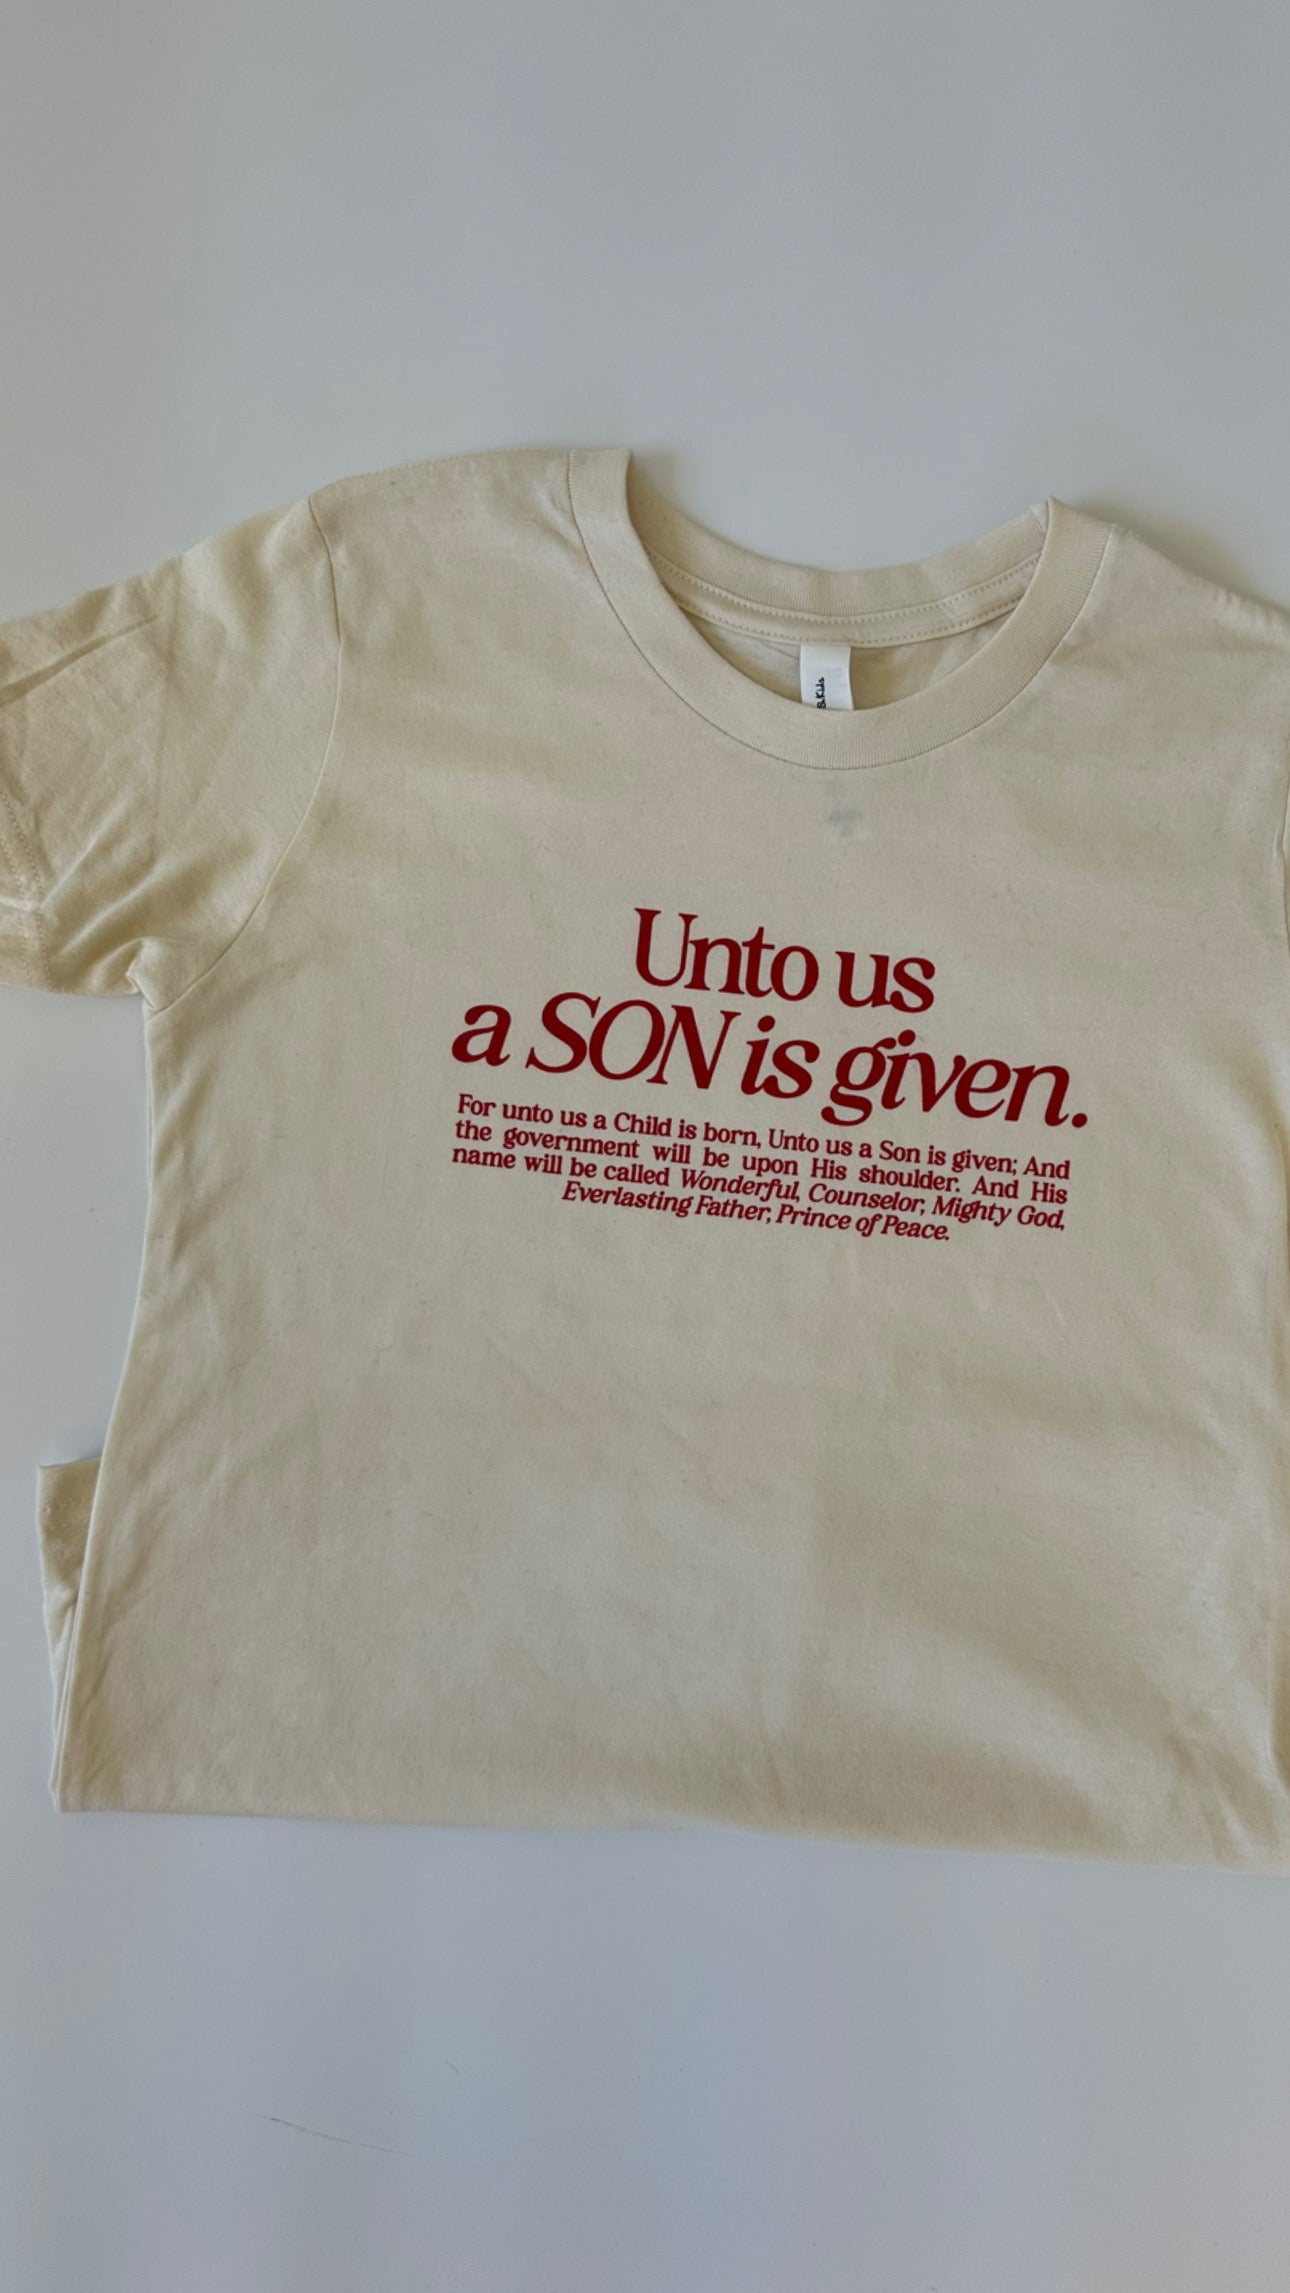 &Kids
Unto us
a SON is given.
For unto us a Child is born, Unto us a Son is given; And
the government will be upon His shoulder. And His
name will be called Wonderful, Counselor, Mighty God,
Everlasting Father, Prince of Peace.